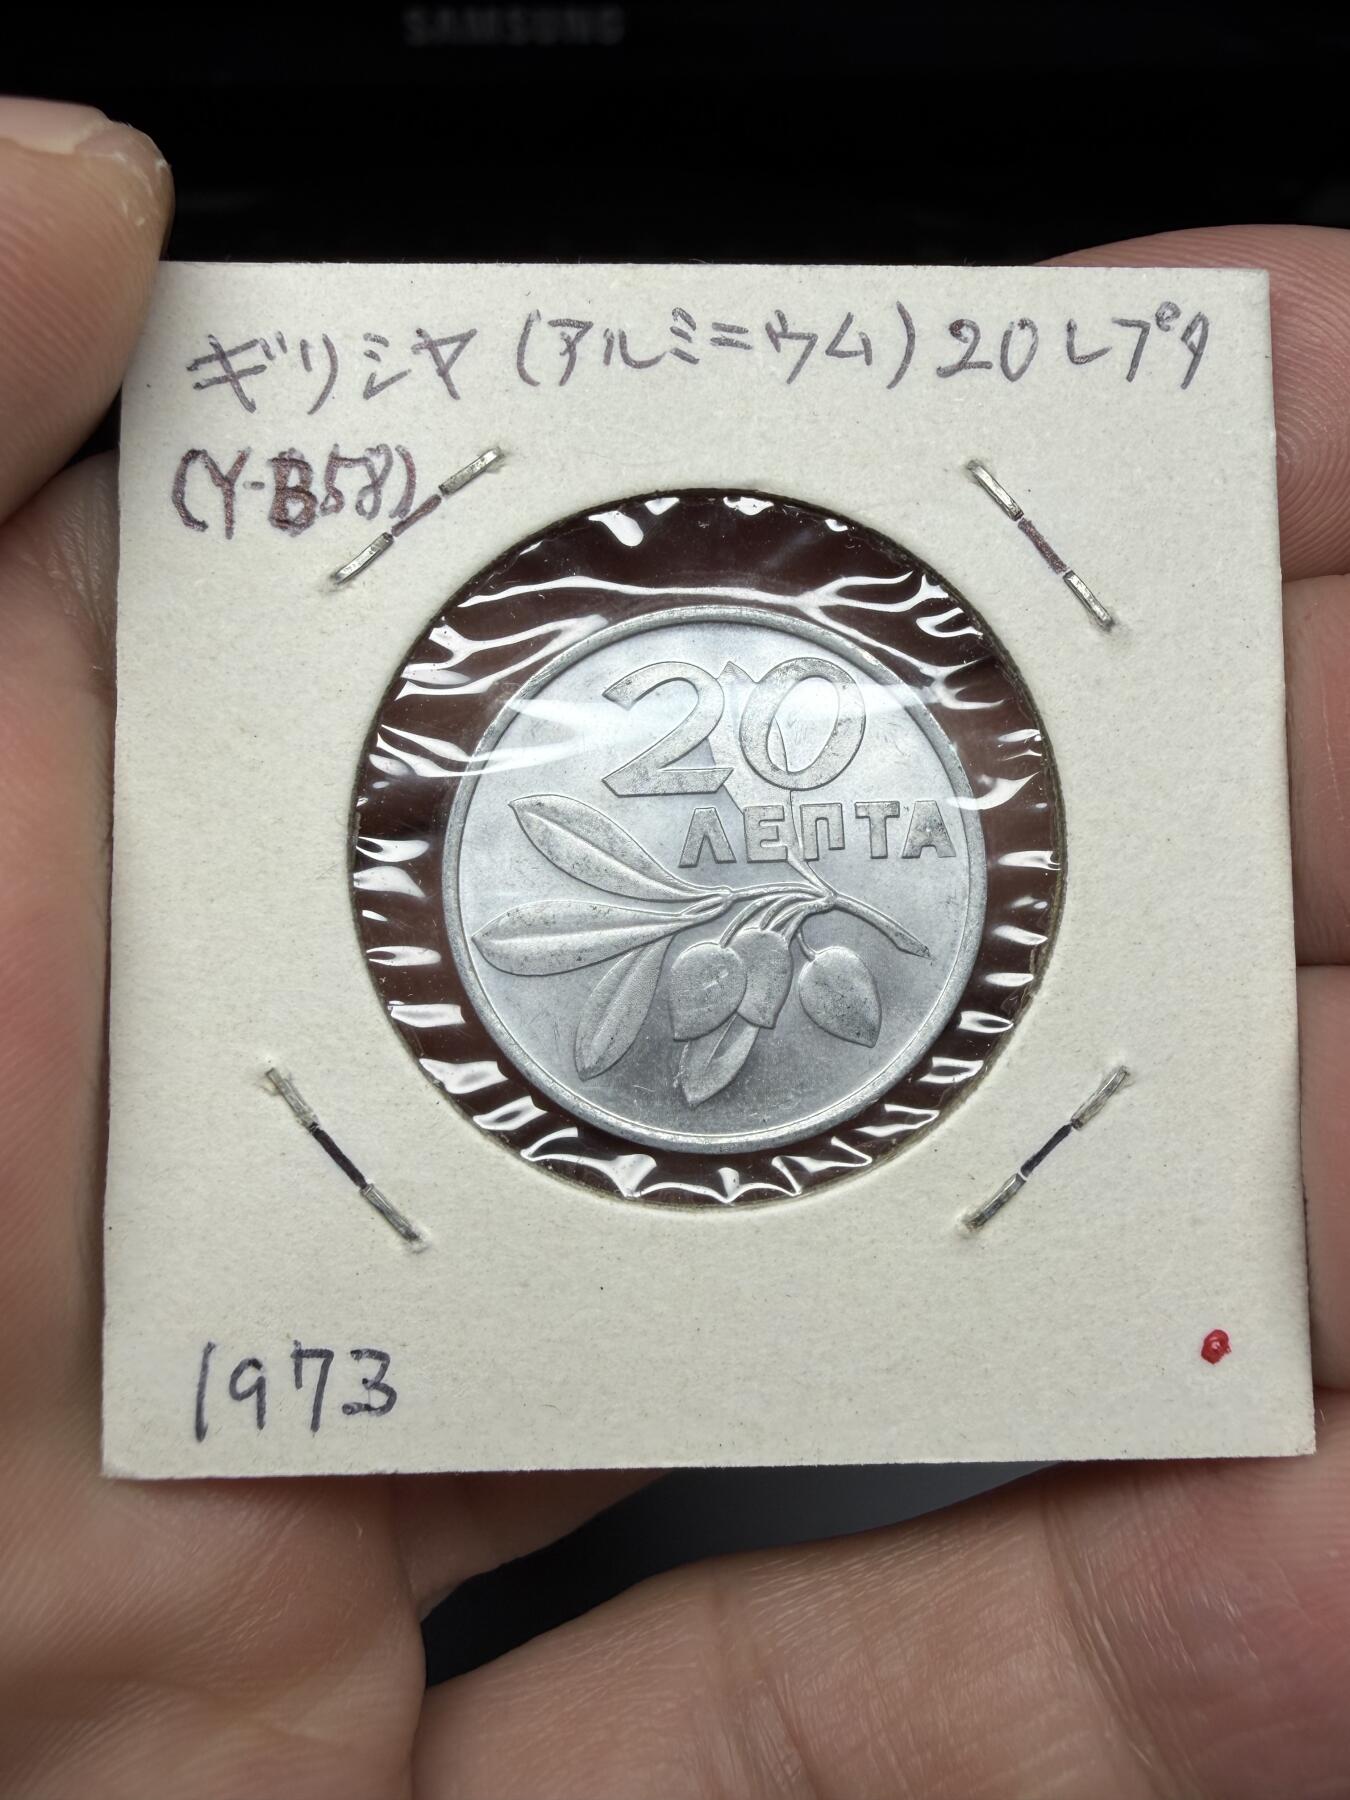 SAMSUNG
ギリシヤ (アルミニウム) 20レプタ
(Y-B58)
20
ΛΕΠΤΑ
1973